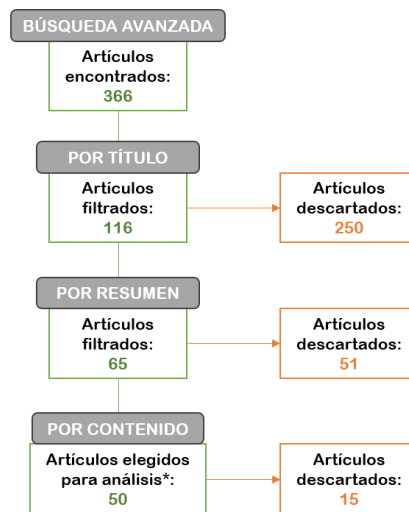 BÚSQUEDA AVANZADA
Artículos
encontrados:
366
POR TÍTULO
Artículos
filtrados:
116
Artículos
descartados:
250
POR RESUMEN
Artículos
filtrados:
65
Artículos
descartados:
51
POR CONTENIDO
Artículos elegidos
para análisis*:
50
Artículos
descartados:
15